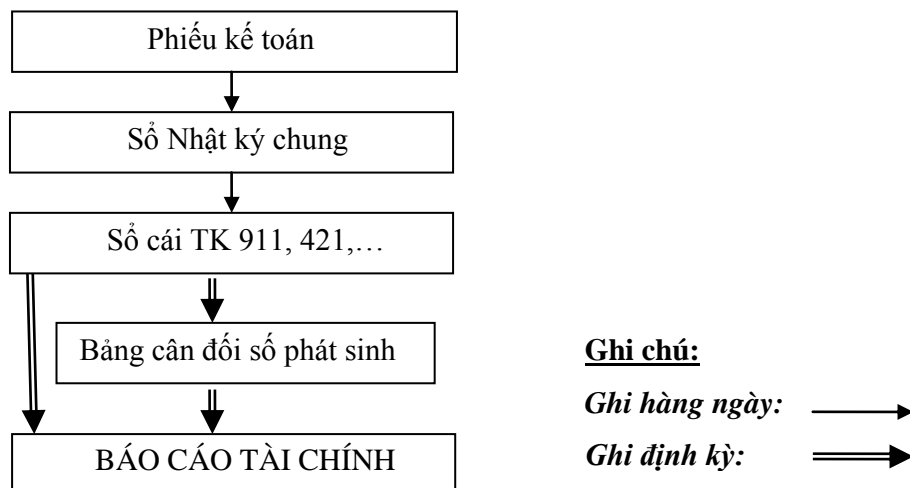 Phiếu kế toán
Sổ Nhật ký chung
Sổ cái TK 911, 421,…
Bảng cân đối số phát sinh
BÁO CÁO TÀI CHÍNH
Ghi chú:
Ghi hàng ngày:
Ghi định kỳ: